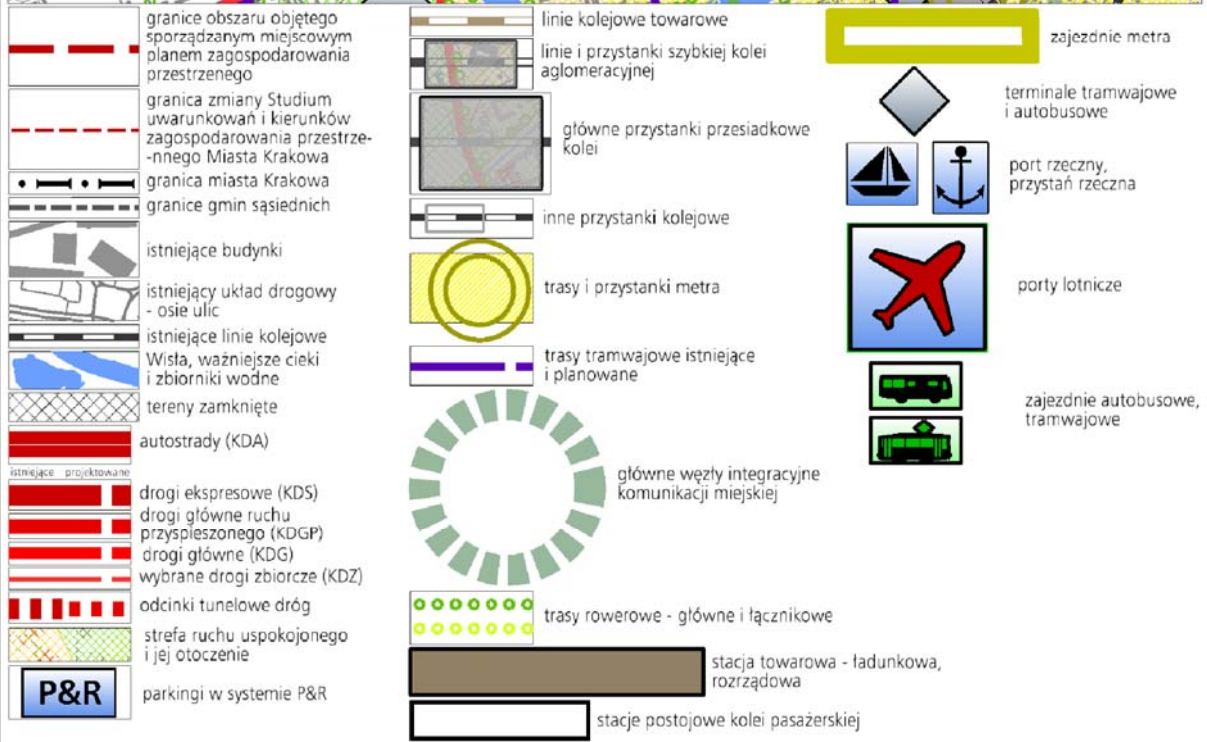 granice obszaru objętego
sporządzanym miejscowym
planem zagospodarowania
przestrzenego
granica zmiany Studium
uwarunkowań i kierunków
zagospodarowania przestrze-
-nnego Miasta Krakowa
granica miasta Krakowa
granice gmin sąsiednich
istniejące budynki
istniejący układ drogowy
- osie ulic
istniejące linie kolejowe
Wisła, ważniejsze cieki
i zbiorniki wodne
tereny zamknięte
autostrady (KDA)
istniejące projektowane
drogi ekspresowe (KDS)
drogi główne ruchu
przyspieszonego (KDGP)
drogi główne (KDG)
wybrane drogi zbiorcze (KDZ)
odcinki tunelowe dróg
strefa ruchu uspokojonego
i jej otoczenie
P&R
parkingi w systemie P&R
linie kolejowe towarowe
linie i przystanki szybkiej kolei
aglomeracyjnej
główne przystanki przesiadkowe
kolei
inne przystanki kolejowe
trasy i przystanki metra
trasy tramwajowe istniejące
i planowane
główne węzły integracyjne
komunikacji miejskiej
trasy rowerowe - główne i łącznikowe
stacja towarowa - ładunkowa,
rozrządowa
stacje postojowe kolei pasażerskiej
zajezdnie metra
terminale tramwajowe
i autobusowe
port rzeczny,
przystań rzeczna
porty lotnicze
zajezdnie autobusowe,
tramwajowe